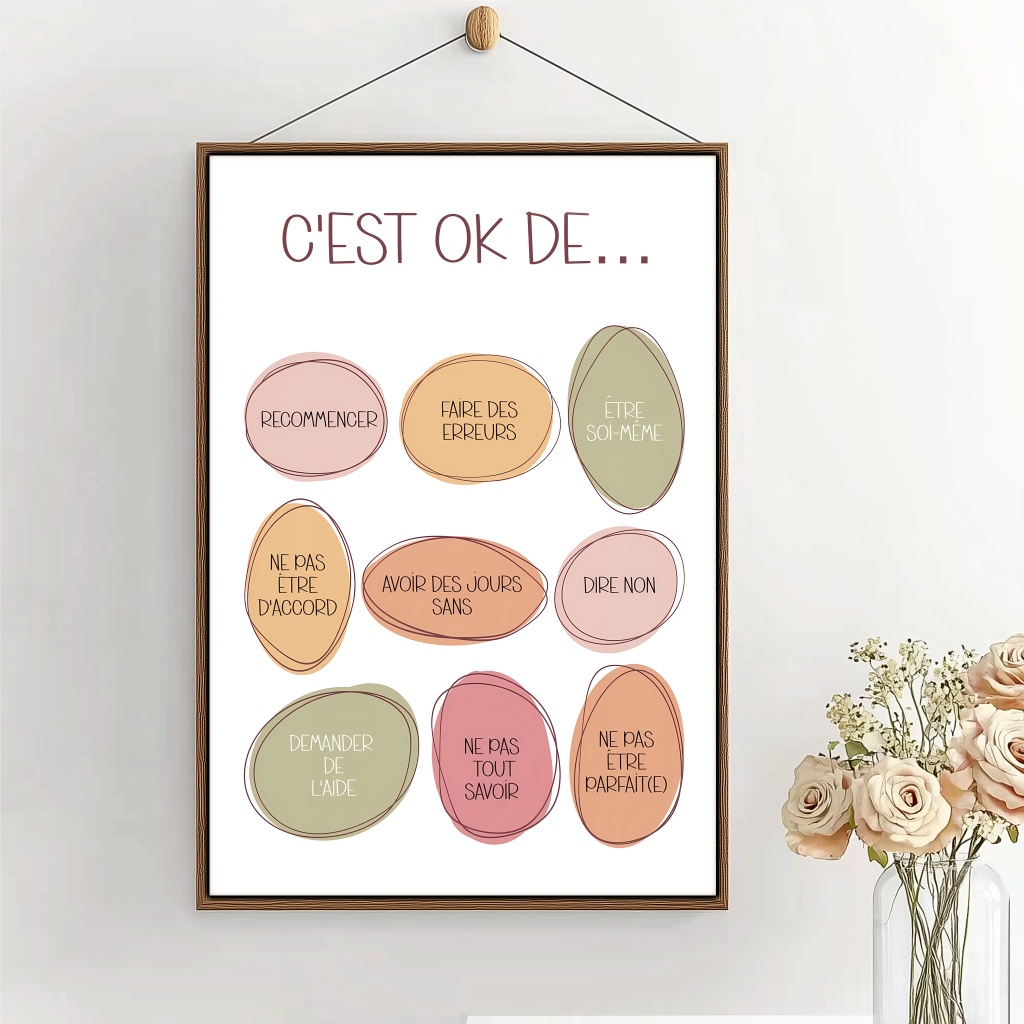 C'EST OK DE...
RECOMMENCER
FAIRE DES
ERREURS
ÊTRE
SOI-MÊME
NE PAS
ÊTRE
D'ACCORD
AVOIR DES JOURS
SANS
DIRE NON
DEMANDER
DE
L'AIDE
NE PAS
TOUT
SAVOIR
NE PAS
ÊTRE
PARFAIT(E)